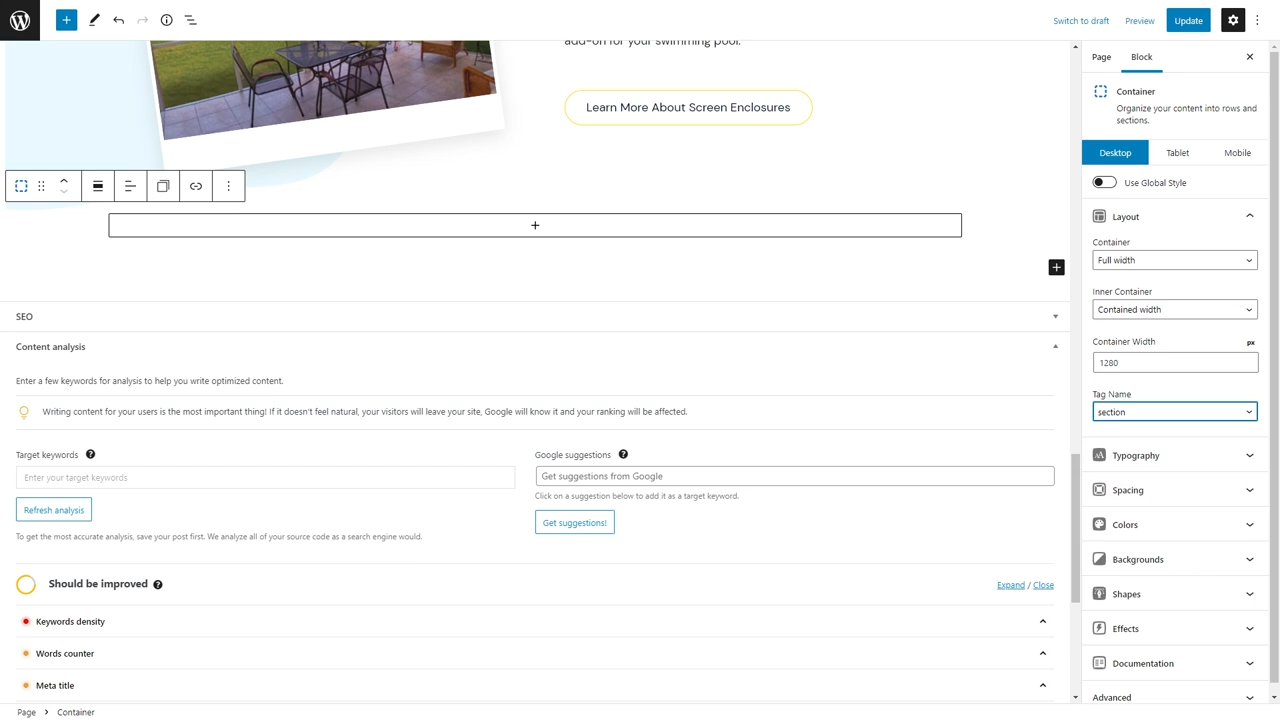 Switch to draft
Preview
Update
add-on for your swimming pool.
Learn More About Screen Enclosures
SEO
Content analysis
Enter a few keywords for analysis to help you write optimized content.
Writing content for your users is the most important thing! If it doesn't feel natural, your visitors will leave your site, Google will know it and your ranking will be affected.
Target keywords
Enter your target keywords
Refresh analysis
To get the most accurate analysis, save your post first. We analyze all of your source code as a search engine would.
Google suggestions
Get suggestions from Google
Click on a suggestion below to add it as a target keyword.
Get suggestions!
Should be improved
Expand / Close
Keywords density
Words counter
Meta title
Page > Container
Page
Block
Container
Organize your content into rows and
sections.
Desktop
Tablet
Mobile
Use Global Style
Layout
Container
Full width
Inner Container
Contained width
Container Width
px
1280
Tag Name
section
Typography
Spacing
Colors
Backgrounds
Shapes
Effects
Documentation
Advanced